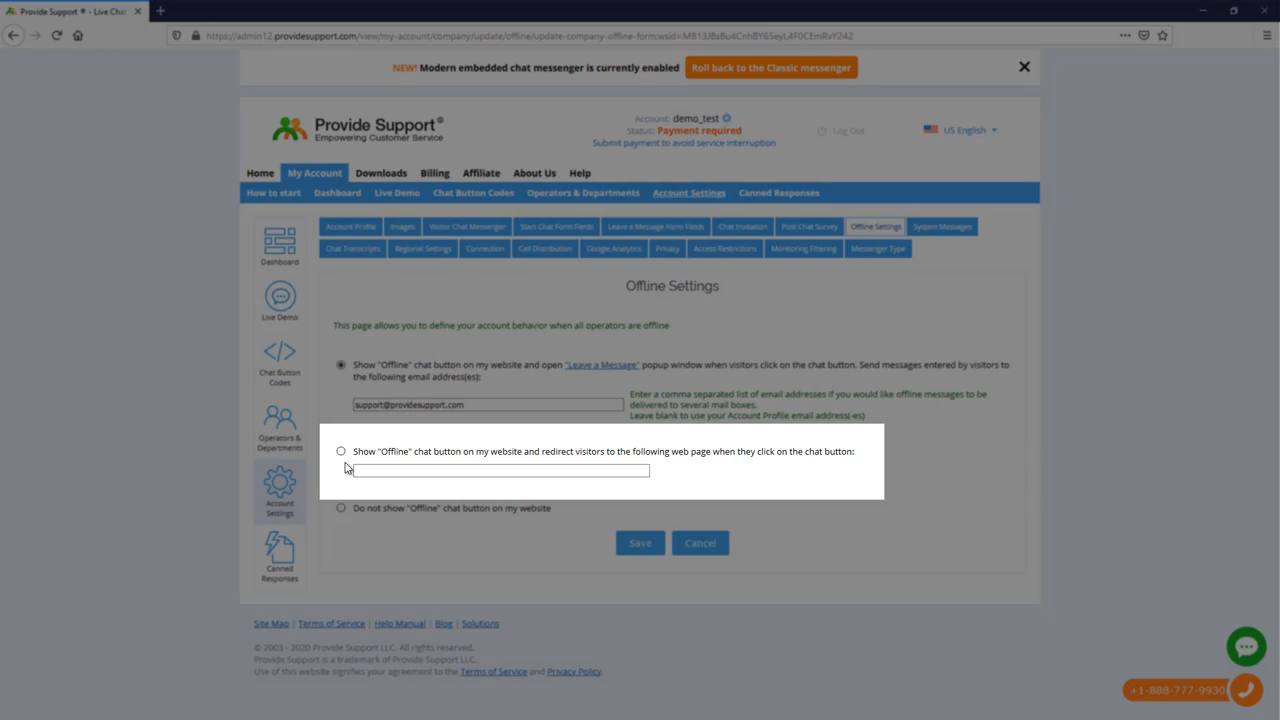 Provide Support ® - Live Cha
https://admin12.providesupport.com/view/my-account/company/update/offline/update-company-offline-form;wsid=
NEW! Modern embedded chat messenger is currently enabled Roll back to the Classic messenger
Provide Support®
Empowering Customer Service
Account: demo_test
Status: Payment required
Submit payment to avoid service interruption
Log Out
US English
Home My Account Downloads Billing Affiliate About Us Help
How to start Dashboard Live Demo Chat Button Codes Operators & Departments Account Settings Canned Responses
Account Profile Images Visitor Chat Messenger Start Chat Form Fields Leave a Message Form Fields Chat Invitation Post Chat Survey Offline Settings System Messages
Chat Transcripts Regional Settings Connection Call Distribution Google Analytics Privacy Access Restrictions Monitoring Filtering Messenger Type
Dashboard
Live Demo
Chat Button
Codes
Operators &
Departments
Account
Settings
Canned
Responses
Offline Settings
This page allows you to define your account behavior when all operators are offline
Show "Offline" chat button on my website and open "Leave a Message" popup window when visitors click on the chat button. Send messages entered by visitors to
the following email address(es):
support@providesupport.com
Enter a comma separated list of email addresses if you would like offline messages to be
delivered to several mail boxes.
Leave blank to use your Account Profile email address(-es)
Show "Offline" chat button on my website and redirect visitors to the following web page when they click on the chat button:
Do not show "Offline" chat button on my website
Save Cancel
Site Map | Terms of Service | Help Manual | Blog | Solutions
© 2003 - 2020 Provide Support LLC. All rights reserved.
Provide Support is a trademark of Provide Support LLC.
Use of this website signifies your agreement to the Terms of Service and Privacy Policy.
+1-888-777-9930